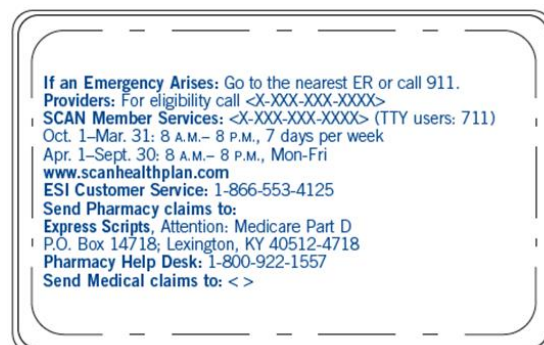 If an Emergency Arises: Go to the nearest ER or call 911.
Providers: For eligibility call <X-XXX-XXX-XXXX>
SCAN Member Services: <X-XXX-XXX-XXXX> (TTY users: 711)
Oct. 1–Mar. 31: 8 A.M.– 8 P.M., 7 days per week
Apr. 1–Sept. 30: 8 A.M.– 8 P.M., Mon-Fri
www.scanhealthplan.com
ESI Customer Service: 1-866-553-4125
Send Pharmacy claims to:
Express Scripts, Attention: Medicare Part D
P.O. Box 14718; Lexington, KY 40512-4718
Pharmacy Help Desk: 1-800-922-1557
Send Medical claims to: < >